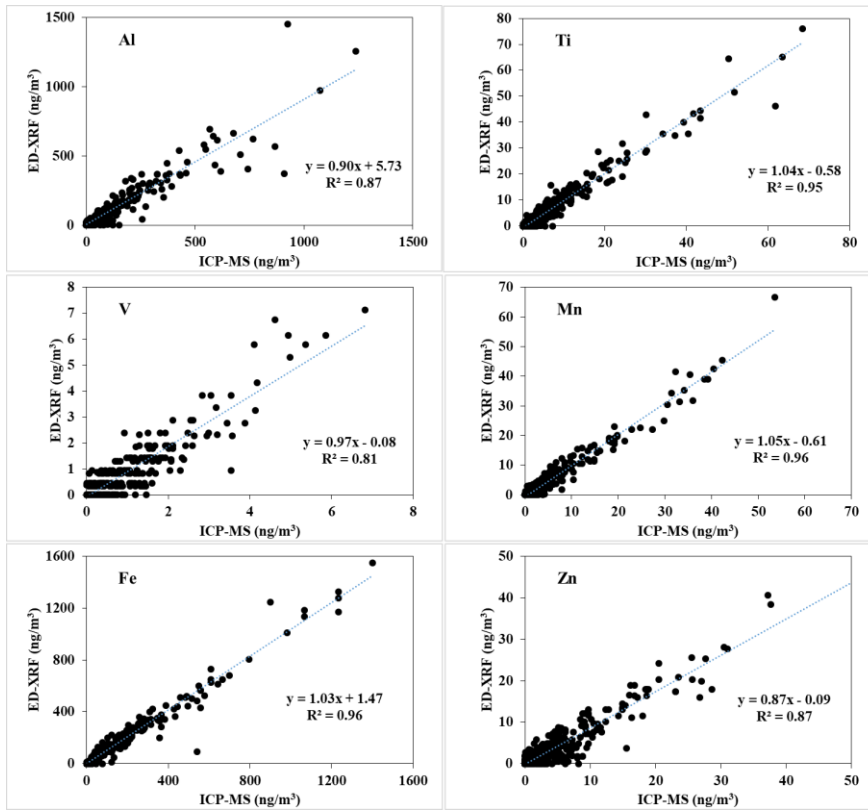 Al
ED-XRF (ng/m³)
1500
1000
500
0
y = 0.90x + 5.73
R² = 0.87
0 500 1000 1500
ICP-MS (ng/m³)
Ti
ED-XRF (ng/m³)
80
70
60
50
40
30
20
10
0
y = 1.04x - 0.58
R² = 0.95
0 20 40 60 80
ICP-MS (ng/m³)
V
ED-XRF (ng/m³)
8
7
6
5
4
3
2
1
0
y = 0.97x - 0.08
R² = 0.81
0 2 4 6 8
ICP-MS (ng/m³)
Mn
ED-XRF (ng/m³)
70
60
50
40
30
20
10
0
y = 1.05x - 0.61
R² = 0.96
0 10 20 30 40 50 60 70
ICP-MS (ng/m³)
Fe
ED-XRF (ng/m³)
1600
1200
800
400
0
y = 1.03x + 1.47
R² = 0.96
0 400 800 1200 1600
ICP-MS (ng/m³)
Zn
ED-XRF (ng/m³)
50
40
30
20
10
0
y = 0.87x - 0.09
R² = 0.87
0 10 20 30 40 50
ICP-MS (ng/m³)